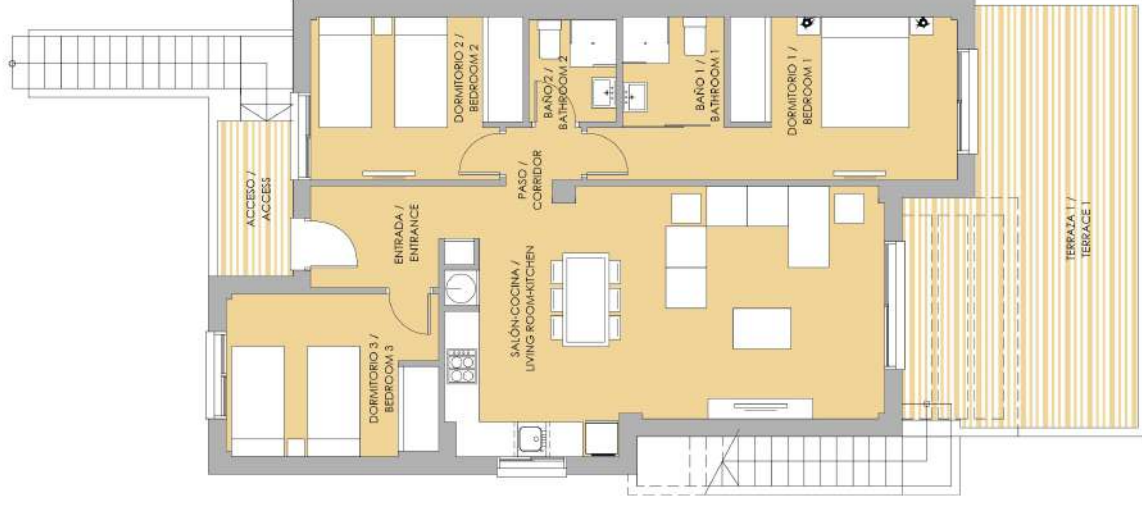 DORMITORIO 2 /
BEDROOM 2
BAÑO 2 /
BATHROOM 2
BAÑO 1 /
BATHROOM 1
DORMITORIO 1 /
BEDROOM 1
ACCESO /
ACCESS
ENTRADA /
ENTRANCE
PASO /
CORRIDOR
TERRAZA 1 /
TERRACE 1
SALÓN-COCINA /
LIVING ROOM-KITCHEN
DORMITORIO 3 /
BEDROOM 3